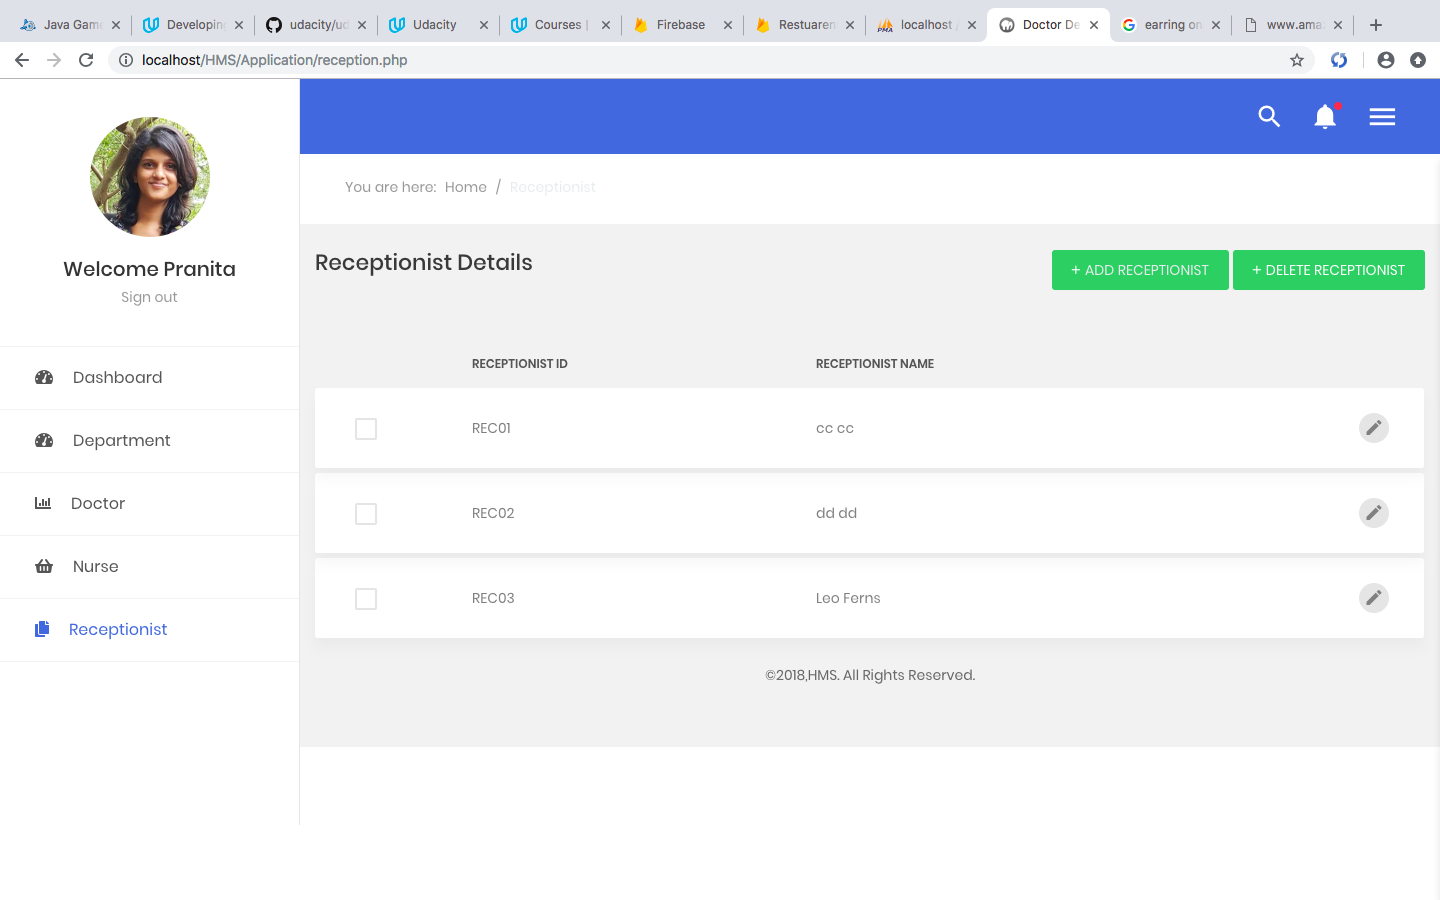 Java Game
Developing
udacity/ud
Udacity
Courses |
Firebase
Restuaren
localhost /
Doctor De
earring on
www.ama
localhost/HMS/Application/reception.php
Welcome Pranita
Sign out
Dashboard
Department
Doctor
Nurse
Receptionist
You are here: Home / Receptionist
Receptionist Details
+ ADD RECEPTIONIST
+ DELETE RECEPTIONIST
RECEPTIONIST ID RECEPTIONIST NAME
REC01 cc cc
REC02 dd dd
REC03 Leo Ferns
©2018,HMS. All Rights Reserved.